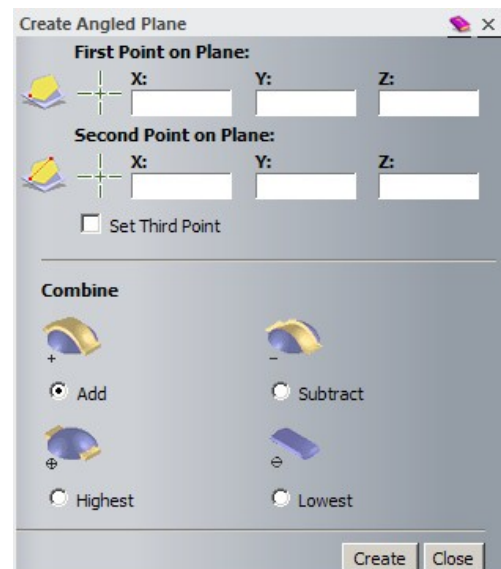 Create Angled Plane
First Point on Plane:
X: Y: Z:
Second Point on Plane:
X: Y: Z:
Set Third Point
Combine
Add Subtract
Highest Lowest
Create Close